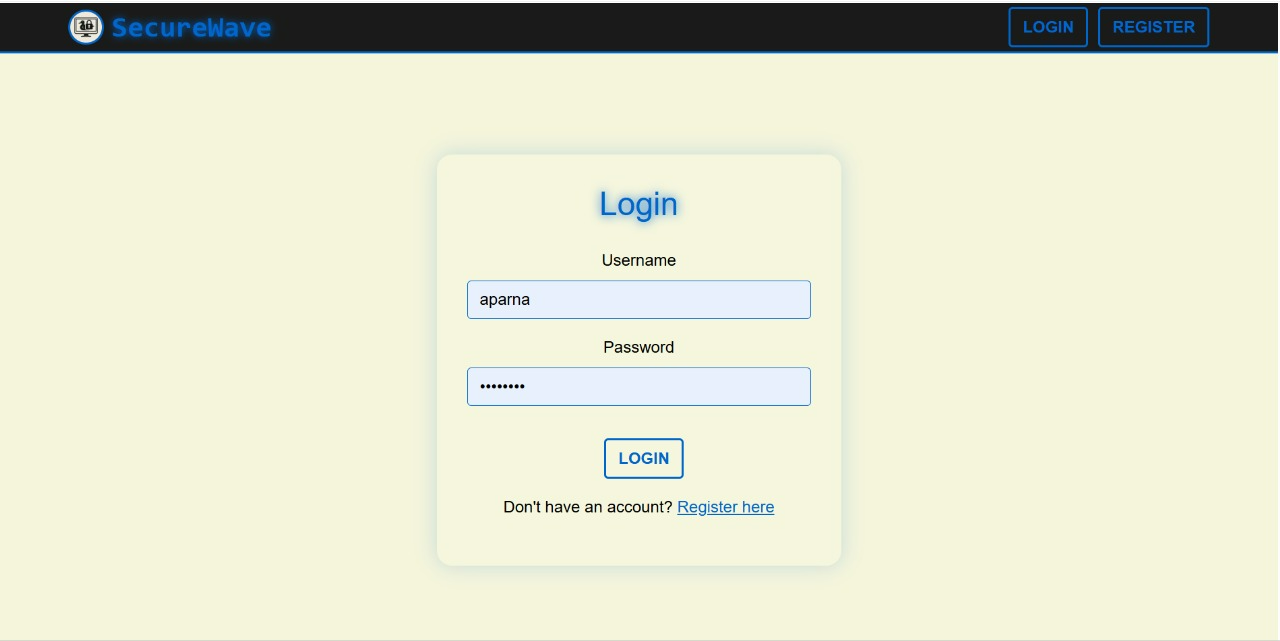 SecureWave
LOGIN
REGISTER
Login
Username
aparna
Password
••••••••
LOGIN
Don't have an account? Register here